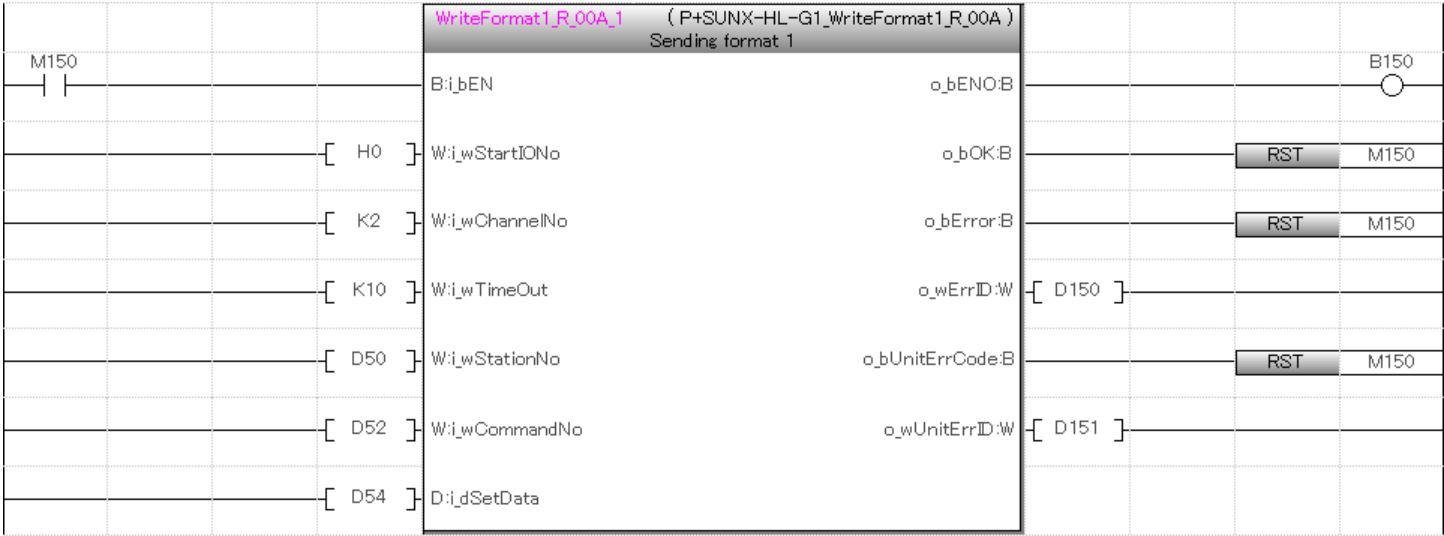 WriteFormat1_R_00A_1 (P+SUNX-HL-G1_WriteFormat1_R_00A)
Sending format 1
M150 B:i_bEN o_bENO:B B150
H0 W:i_wStartIONo o_bOK:B RST M150
K2 W:i_wChannelNo o_bError:B RST M150
K10 W:i_wTimeOut o_wErrID:W D150
D50 W:i_wStationNo o_bUnitErrCode:B RST M150
D52 W:i_wCommandNo o_wUnitErrID:W D151
D54 D:i_dSetData